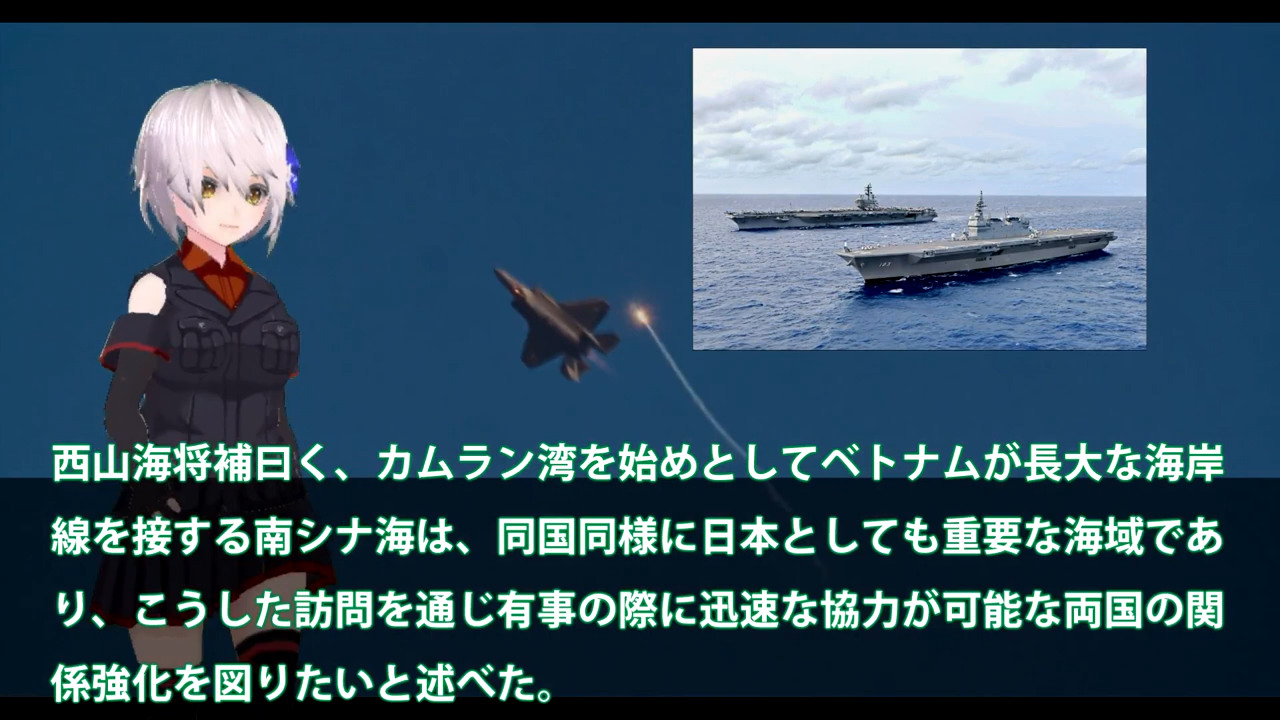 西山海将補曰く、カムラン湾を始めとしてベトナムが長大な海岸
線を接する南シナ海は、同国同様に日本としても重要な海域であ
り、こうした訪問を通じ有事の際に迅速な協力が可能な両国の関
係強化を図りたいと述べた。